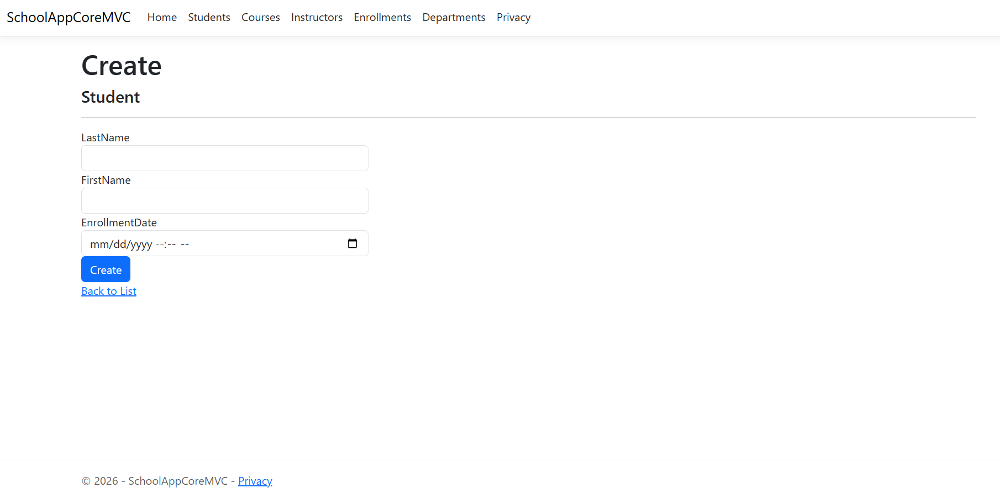 SchoolAppCoreMVC Home Students Courses Instructors Enrollments Departments Privacy
Create
Student
LastName
FirstName
EnrollmentDate
mm/dd/yyyy --:-- --
Create
Back to List
© 2026 - SchoolAppCoreMVC - Privacy